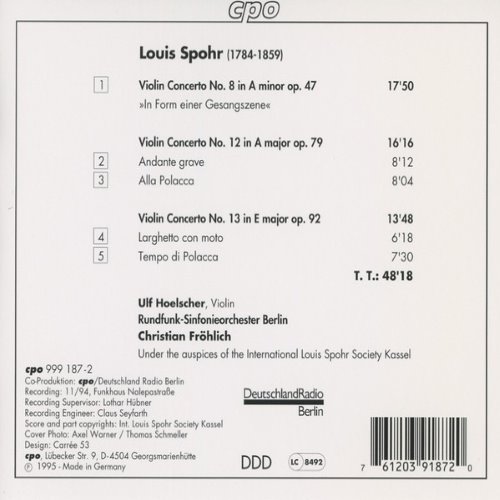 cpo
Louis Spohr (1784-1859)
1 Violin Concerto No. 8 in A minor op. 47 17'50
»In Form einer Gesangszene«
Violin Concerto No. 12 in A major op. 79 16'16
2 Andante grave 8'12
3 Alla Polacca 8'04
Violin Concerto No. 13 in E major op. 92 13'48
4 Larghetto con moto 6'18
5 Tempo di Polacca 7'30
T. T.: 48'18
Ulf Hoelscher, Violin
Rundfunk-Sinfonieorchester Berlin
Christian Fröhlich
Under the auspices of the International Louis Spohr Society Kassel
cpo 999 187-2
Co-Produktion: cpo/Deutschland Radio Berlin
Recording: 11/94, Funkhaus Nalepastraße
Recording Supervisor: Lothar Hübner
Recording Engineer: Claus Seyfarth
Score and part copyrights: Int. Louis Spohr Society Kassel
Cover Photo: Axel Warner / Thomas Schmeller
Design: Carrée 53
cpo, Lübecker Str. 9, D-4504 Georgsmarienhütte
℗ 1995 - Made in Germany
DeutschlandRadio
Berlin
DDD
LC 8492
7 61203 91872 0